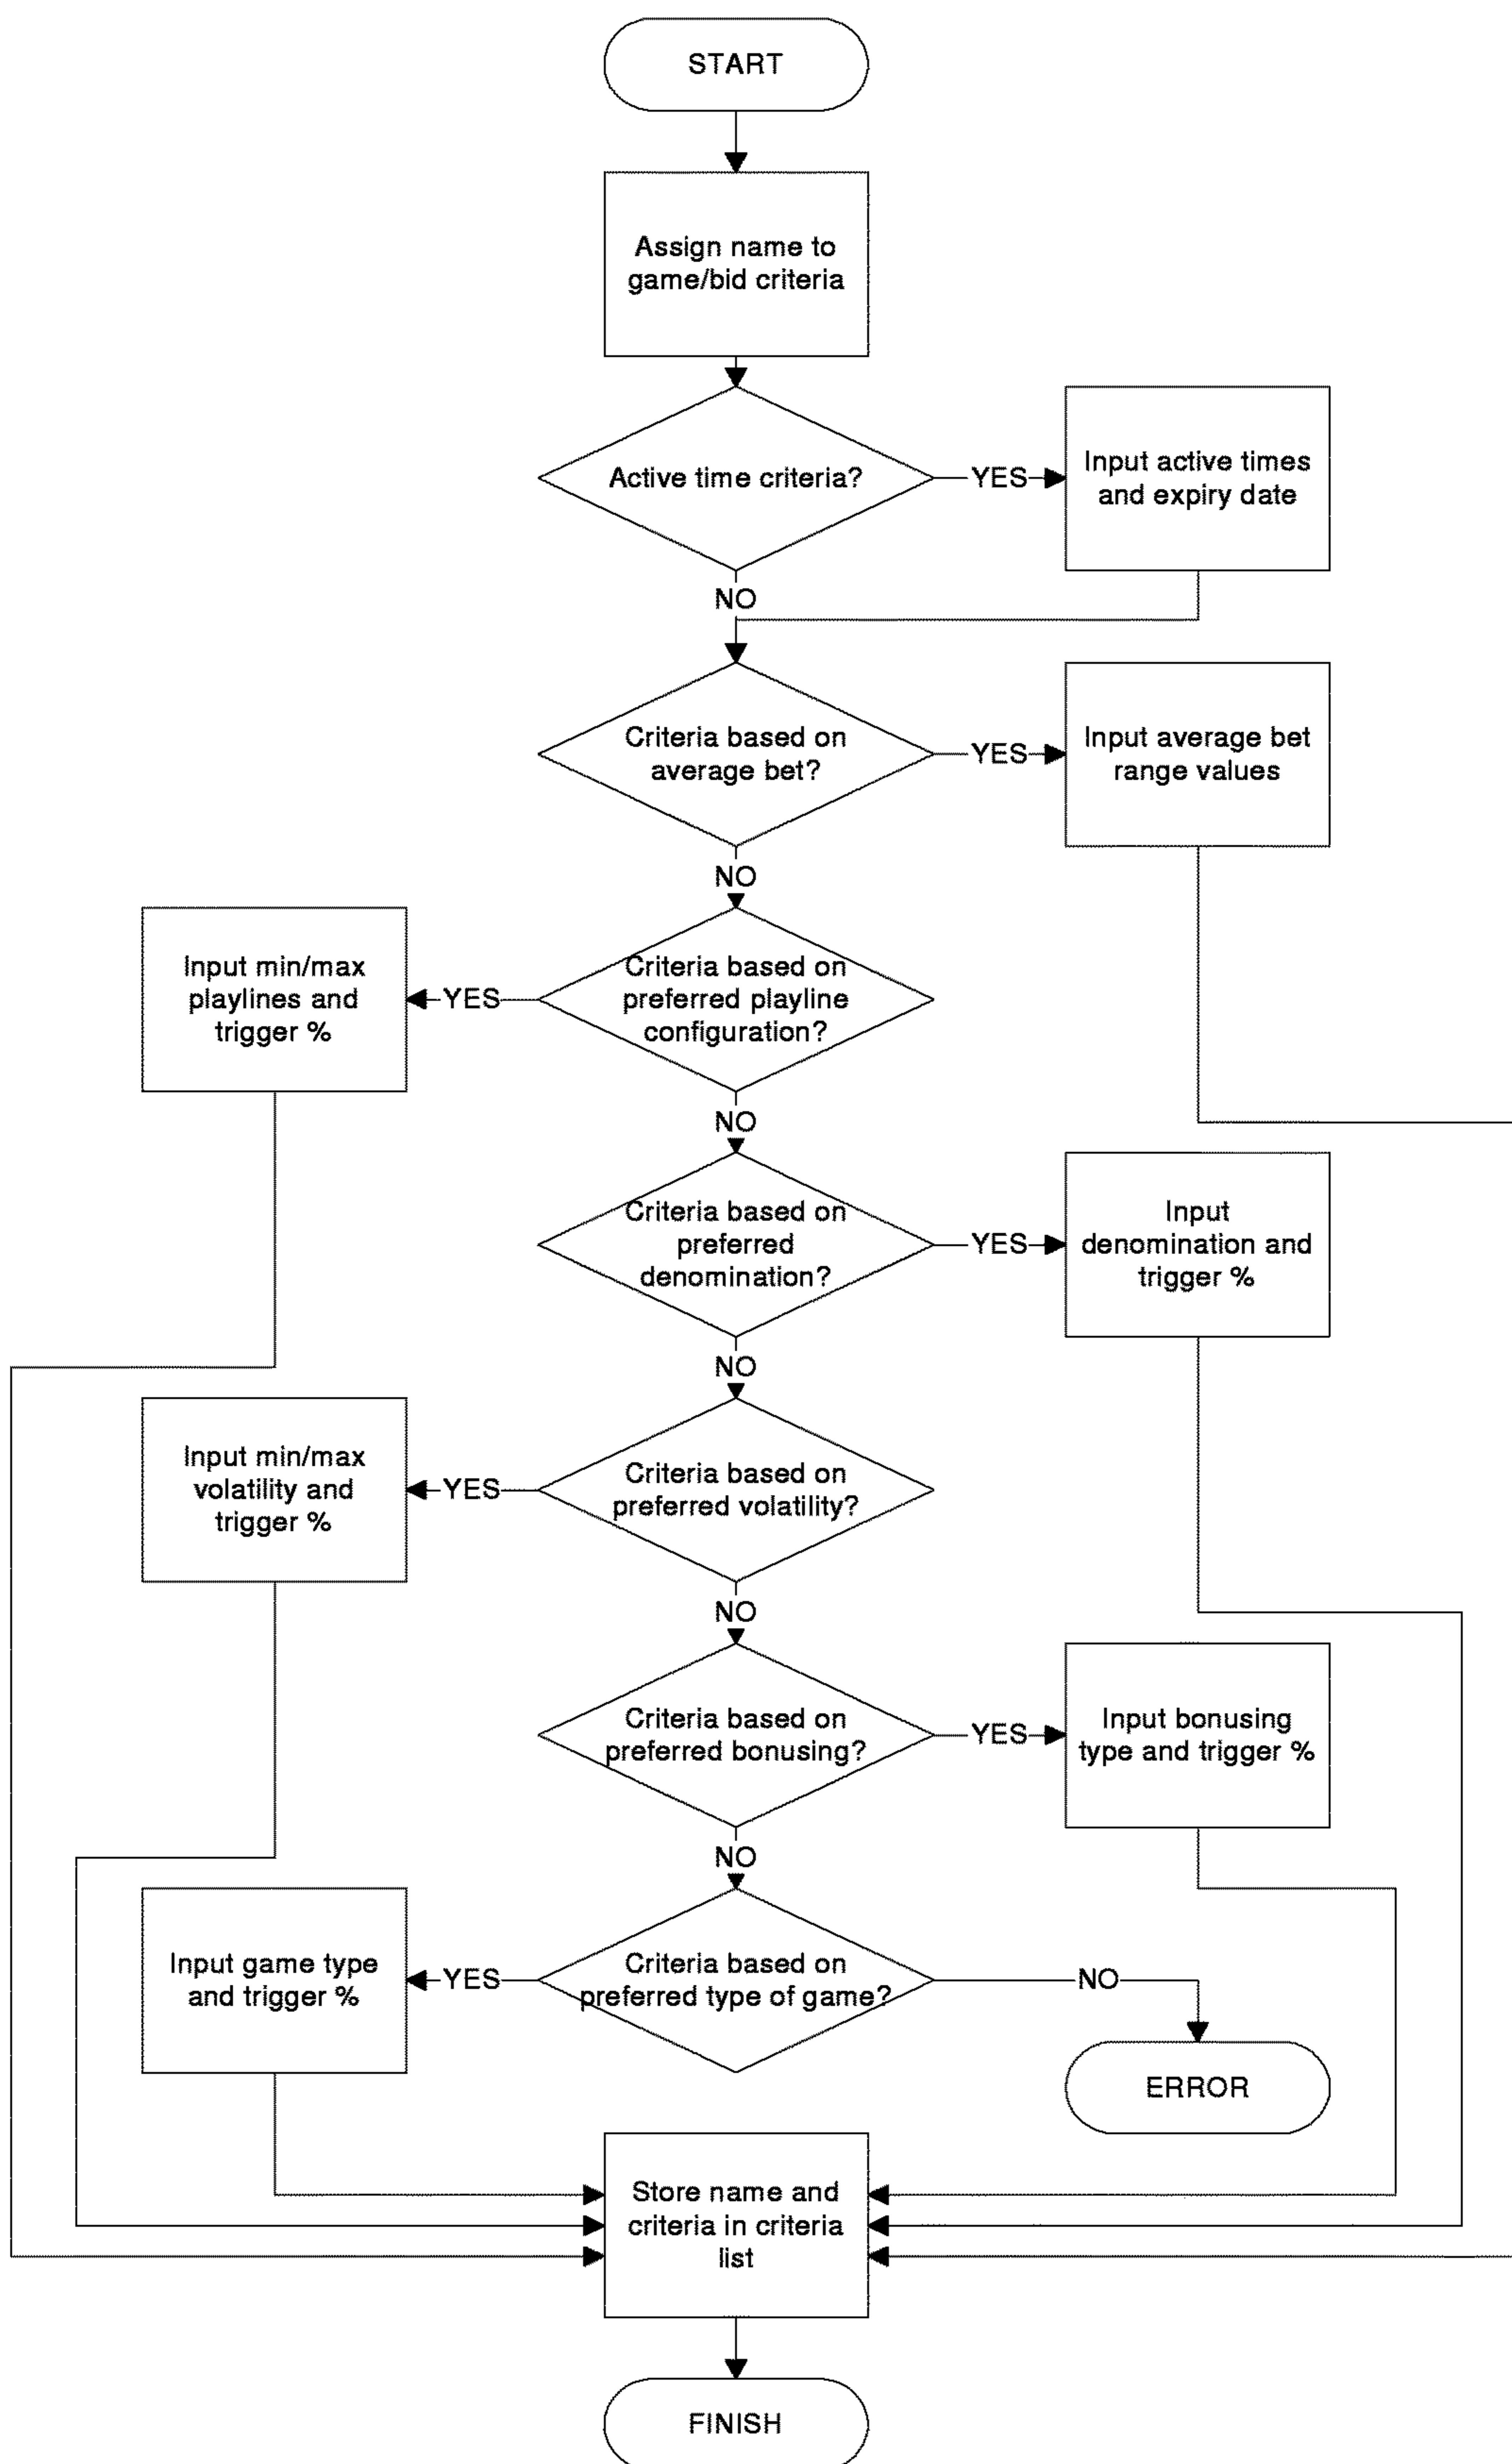 START
Assign name to
game/bid criteria
Active time criteria?
YES
Input active times
and expiry date
NO
Criteria based on
average bet?
YES
Input average bet
range values
NO
Input min/max
playlines and
trigger %
YES
Criteria based on
preferred playline
configuration?
NO
Criteria based on
preferred
denomination?
YES
Input
denomination and
trigger %
NO
Input min/max
volatility and
trigger %
YES
Criteria based on
preferred volatility?
NO
Criteria based on
preferred bonusing?
YES
Input bonusing
type and trigger %
NO
Input game type
and trigger %
YES
Criteria based on
preferred type of game?
NO
ERROR
Store name and
criteria in criteria
list
FINISH